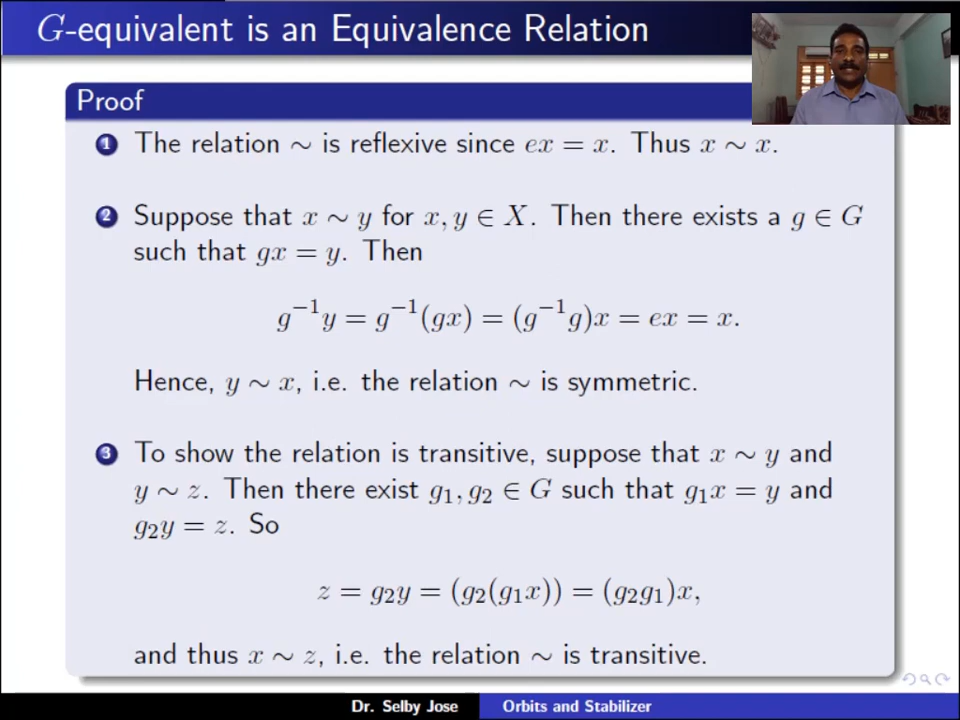 G-equivalent is an Equivalence Relation
Proof
1 The relation ∼ is reflexive since ex = x. Thus x ∼ x.
2 Suppose that x ∼ y for x, y ∈ X. Then there exists a g ∈ G
such that gx = y. Then
g⁻¹y = g⁻¹(gx) = (g⁻¹g)x = ex = x.
Hence, y ∼ x, i.e. the relation ∼ is symmetric.
3 To show the relation is transitive, suppose that x ∼ y and
y ∼ z. Then there exist g₁, g₂ ∈ G such that g₁x = y and
g₂y = z. So
z = g₂y = (g₂(g₁x)) = (g₂g₁)x,
and thus x ∼ z, i.e. the relation ∼ is transitive.
Dr. Selby Jose Orbits and Stabilizer